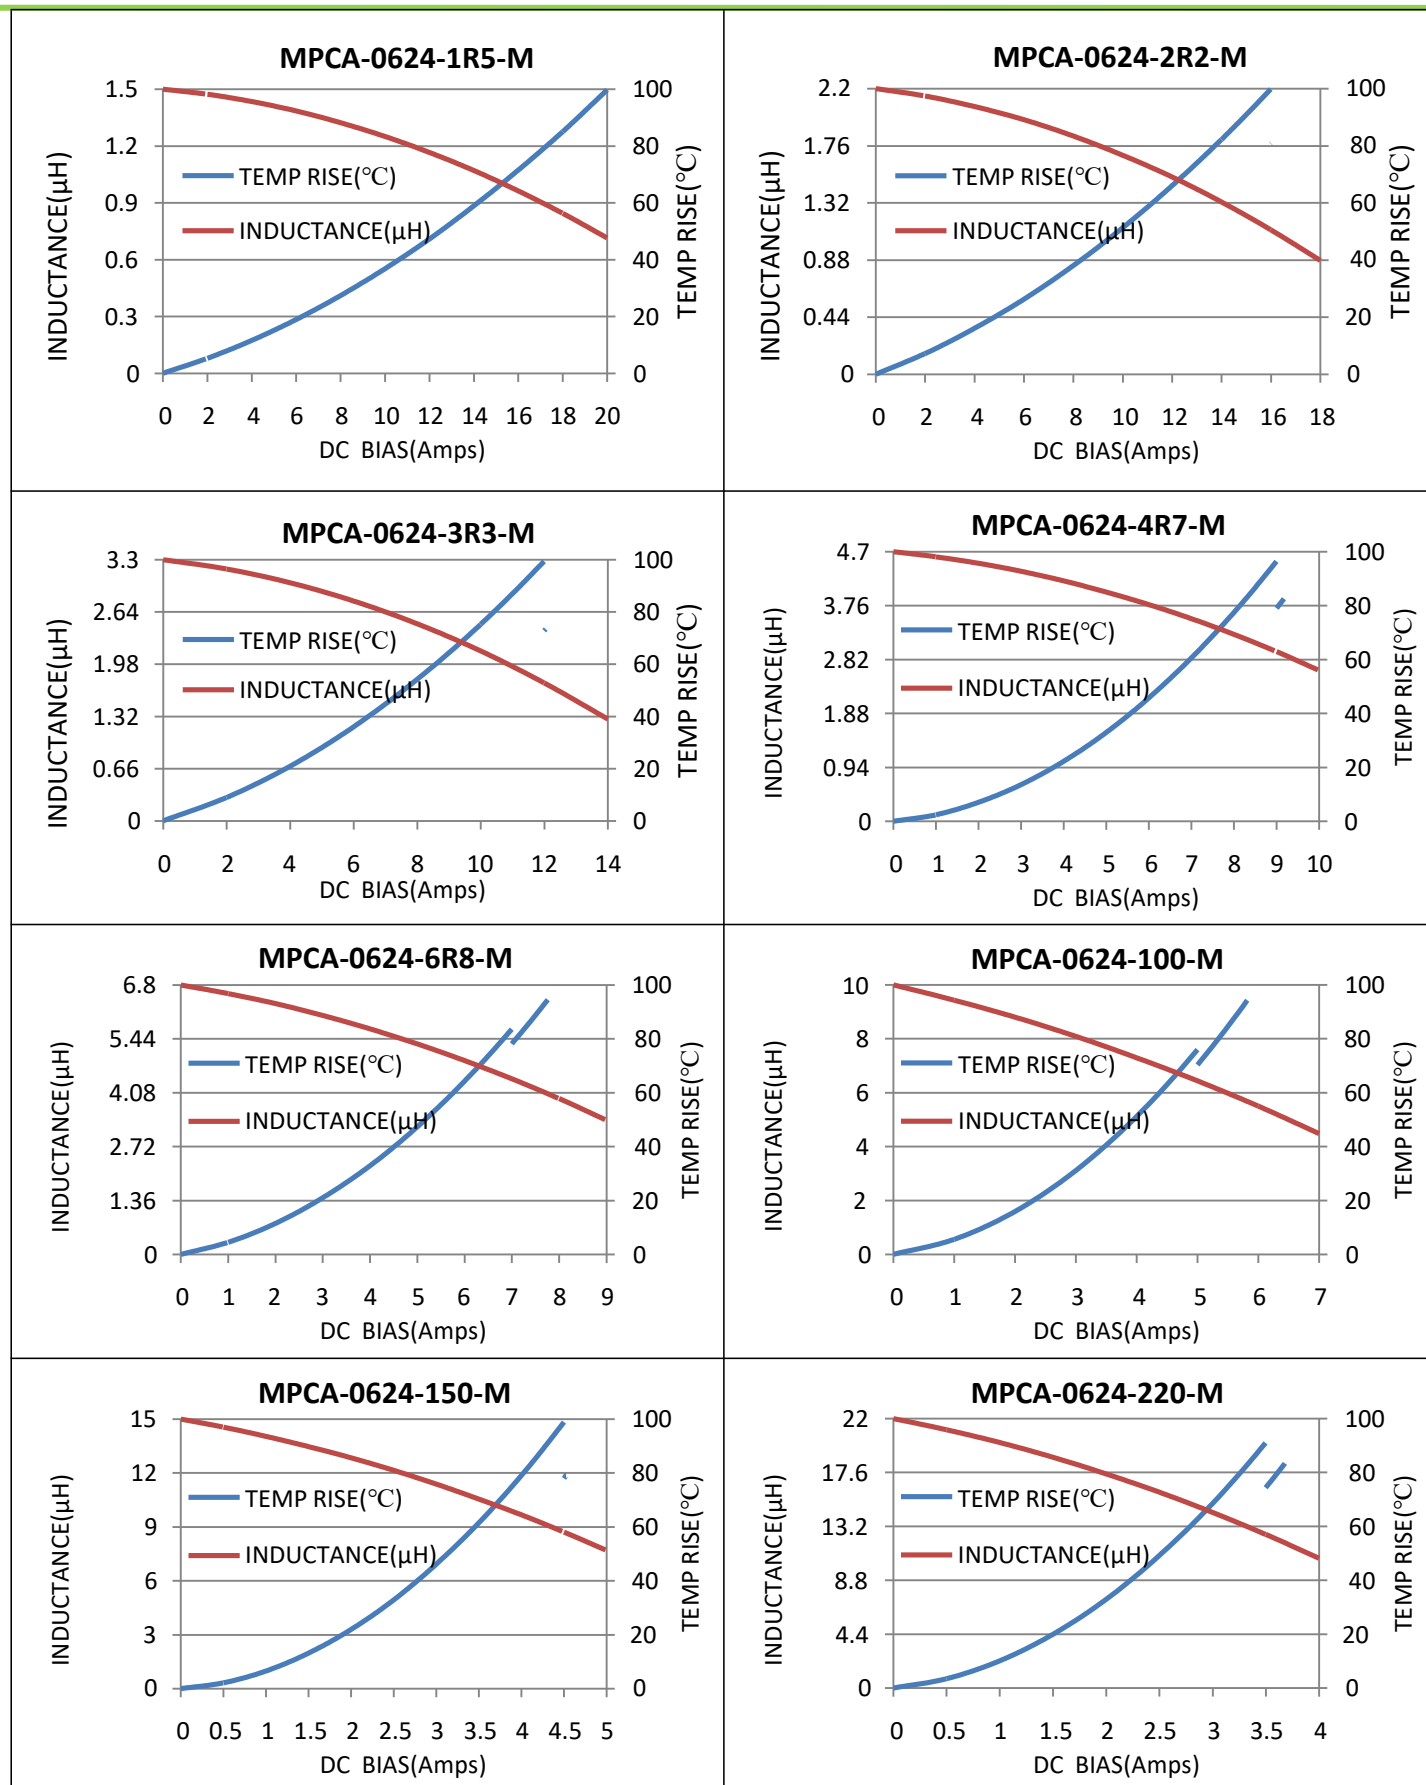 MPCA-0624-1R5-M
INDUCTANCE(μH)
1.5
1.2
0.9
0.6
0.3
0
TEMP RISE(℃)
INDUCTANCE(μH)
100
80
60
40
20
0
TEMP RISE(℃)
0 2 4 6 8 10 12 14 16 18 20
DC BIAS(Amps)
MPCA-0624-2R2-M
INDUCTANCE(μH)
2.2
1.76
1.32
0.88
0.44
0
TEMP RISE(℃)
INDUCTANCE(μH)
100
80
60
40
20
0
TEMP RISE(℃)
0 2 4 6 8 10 12 14 16 18
DC BIAS(Amps)
MPCA-0624-3R3-M
INDUCTANCE(μH)
3.3
2.64
1.98
1.32
0.66
0
TEMP RISE(℃)
INDUCTANCE(μH)
100
80
60
40
20
0
TEMP RISE(℃)
0 2 4 6 8 10 12 14
DC BIAS(Amps)
MPCA-0624-4R7-M
INDUCTANCE(μH)
4.7
3.76
2.82
1.88
0.94
0
TEMP RISE(℃)
INDUCTANCE(μH)
100
80
60
40
20
0
TEMP RISE(℃)
0 1 2 3 4 5 6 7 8 9 10
DC BIAS(Amps)
MPCA-0624-6R8-M
INDUCTANCE(μH)
6.8
5.44
4.08
2.72
1.36
0
TEMP RISE(℃)
INDUCTANCE(μH)
100
80
60
40
20
0
TEMP RISE(℃)
0 1 2 3 4 5 6 7 8 9
DC BIAS(Amps)
MPCA-0624-100-M
INDUCTANCE(μH)
10
8
6
4
2
0
TEMP RISE(℃)
INDUCTANCE(μH)
100
80
60
40
20
0
TEMP RISE(℃)
0 1 2 3 4 5 6 7
DC BIAS(Amps)
MPCA-0624-150-M
INDUCTANCE(μH)
15
12
9
6
3
0
TEMP RISE(℃)
INDUCTANCE(μH)
100
80
60
40
20
0
TEMP RISE(℃)
0 0.5 1 1.5 2 2.5 3 3.5 4 4.5 5
DC BIAS(Amps)
MPCA-0624-220-M
INDUCTANCE(μH)
22
17.6
13.2
8.8
4.4
0
TEMP RISE(℃)
INDUCTANCE(μH)
100
80
60
40
20
0
TEMP RISE(℃)
0 0.5 1 1.5 2 2.5 3 3.5 4
DC BIAS(Amps)